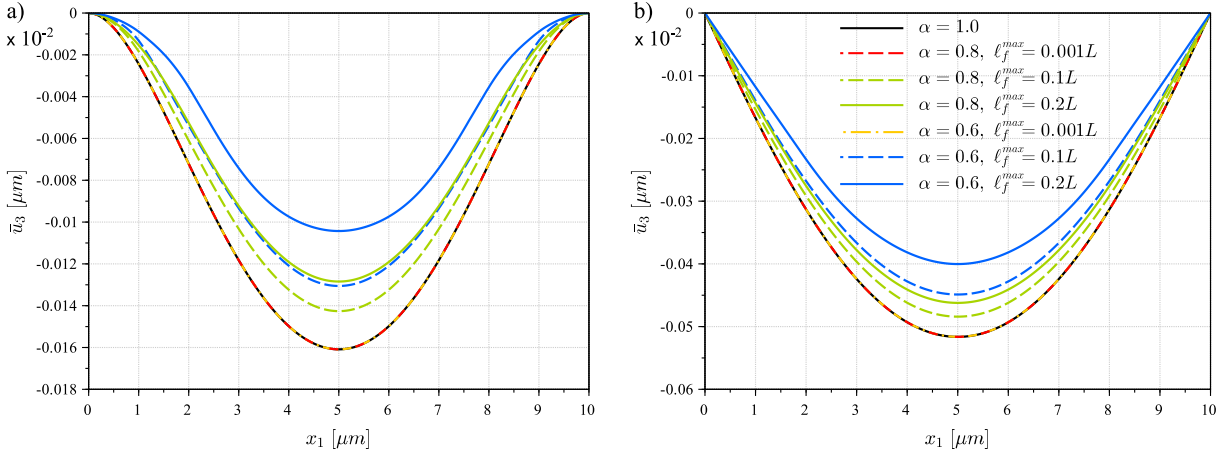 a)
× 10⁻²
0
-0.002
-0.004
-0.006
-0.008
-0.01
-0.012
-0.014
-0.016
-0.018
ū₃ [μm]
0 1 2 3 4 5 6 7 8 9 10
x₁ [μm]
b)
× 10⁻²
0
-0.01
-0.02
-0.03
-0.04
-0.05
-0.06
ū₃ [μm]
α = 1.0
α = 0.8, ℓ_f^max = 0.001L
α = 0.8, ℓ_f^max = 0.1L
α = 0.8, ℓ_f^max = 0.2L
α = 0.6, ℓ_f^max = 0.001L
α = 0.6, ℓ_f^max = 0.1L
α = 0.6, ℓ_f^max = 0.2L
0 1 2 3 4 5 6 7 8 9 10
x₁ [μm]